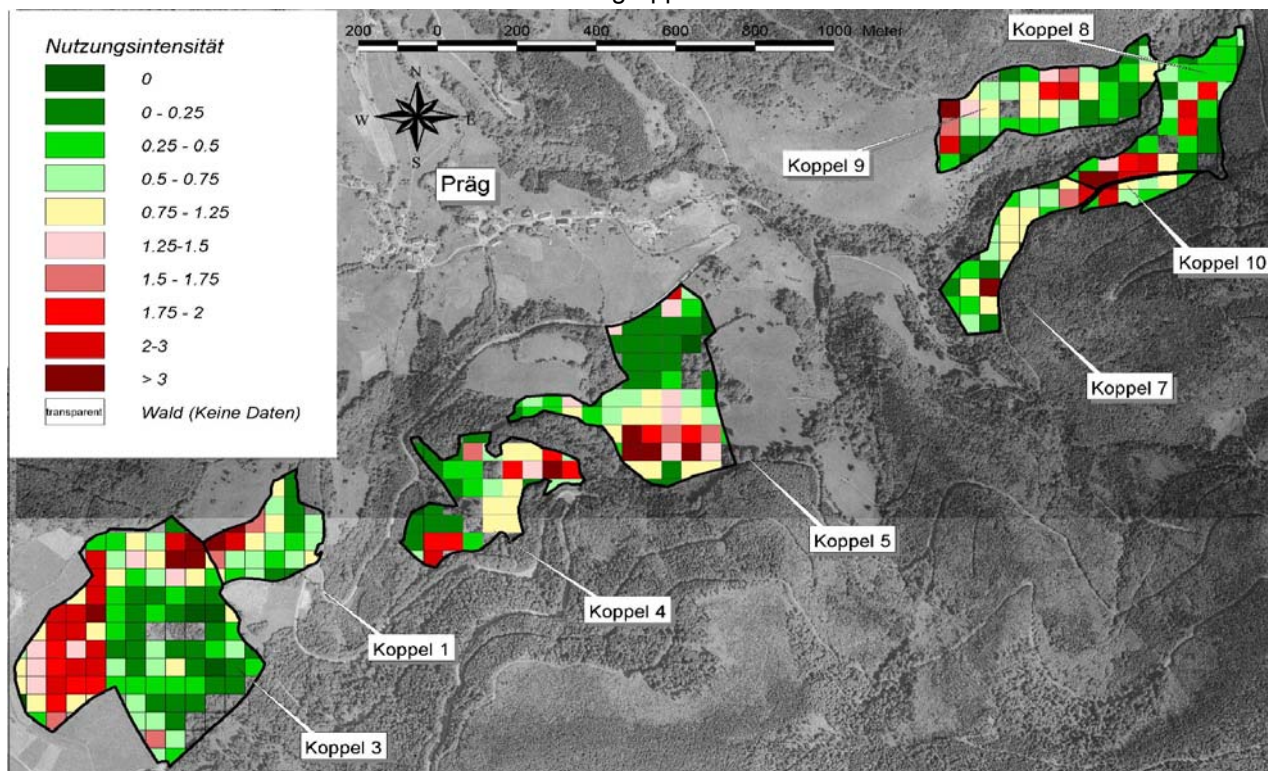 Nutzungsintensität
0
0 - 0.25
0.25 - 0.5
0.5 - 0.75
0.75 - 1.25
1.25-1.5
1.5 - 1.75
1.75 - 2
2-3
> 3
transparent Wald (Keine Daten)
200 0 200 400 600 800 1000 Meter
N
W E
S
Präg
Koppel 8
Koppel 9
Koppel 10
Koppel 7
Koppel 5
Koppel 4
Koppel 1
Koppel 3